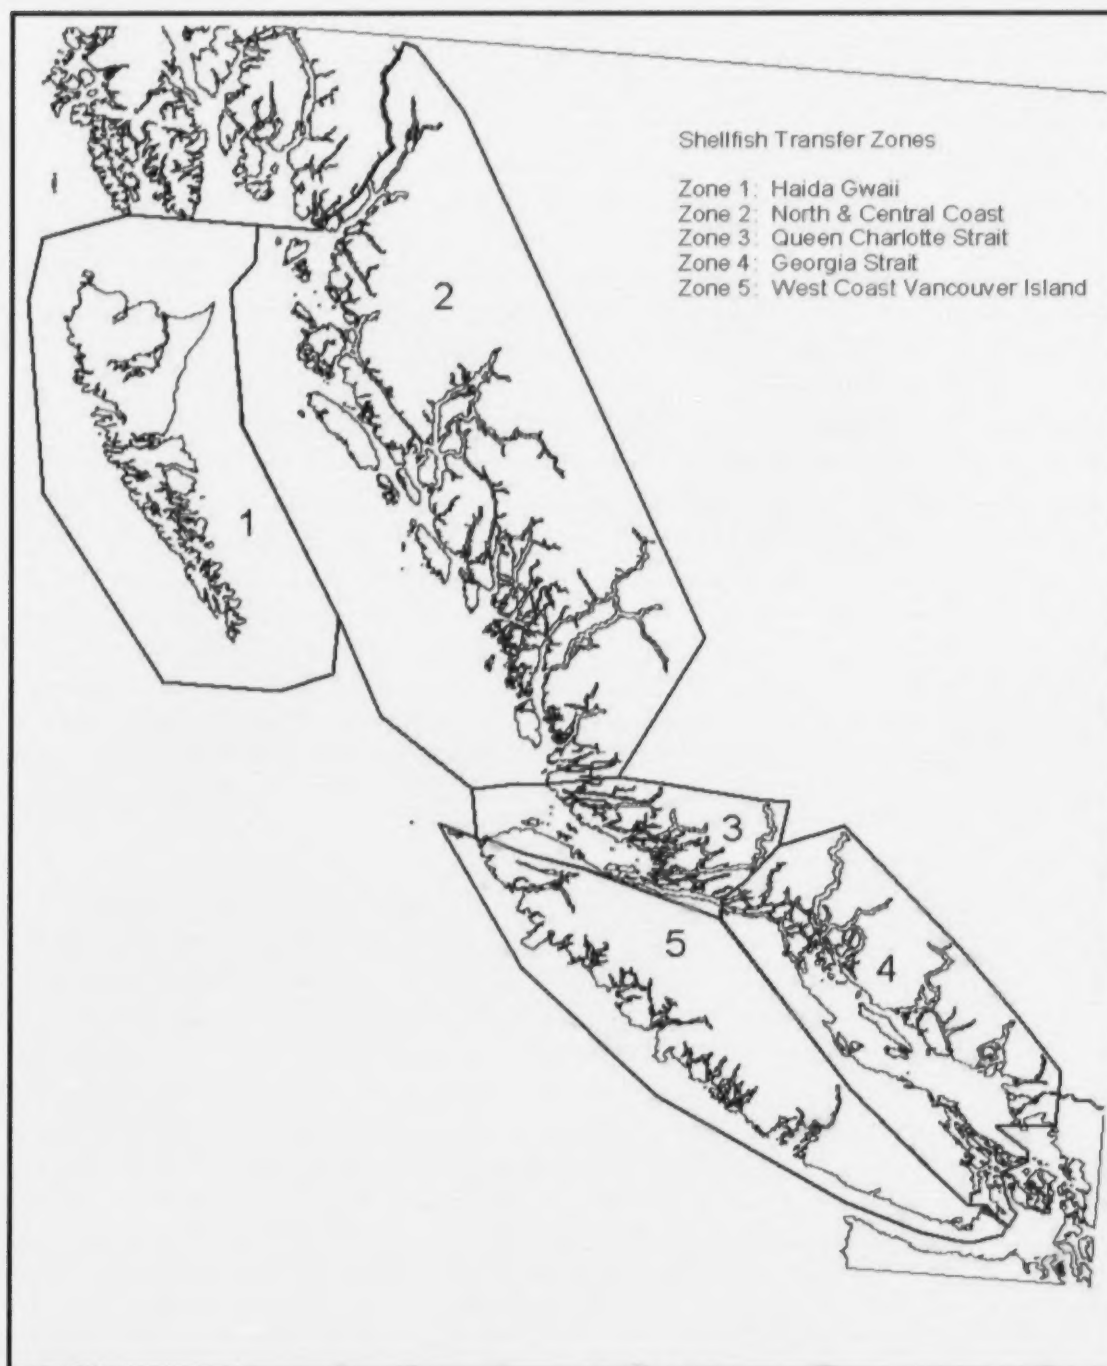 Shellfish Transfer Zones
Zone 1: Haida Gwaii
Zone 2: North & Central Coast
Zone 3: Queen Charlotte Strait
Zone 4: Georgia Strait
Zone 5: West Coast Vancouver Island
2
1
3
5
4